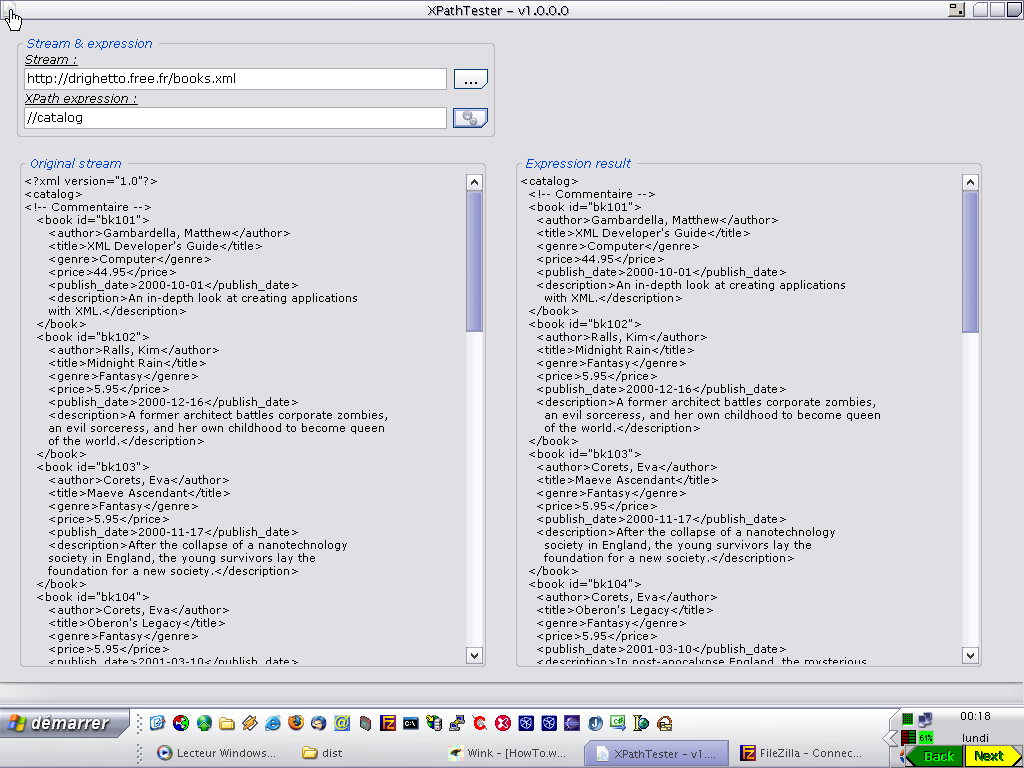 XPathTester - v1.0.0.0
Stream & expression
Stream :
http://drighetto.free.fr/books.xml
...
XPath expression :
//catalog
Original stream
<?xml version="1.0"?>
<catalog>
<!-- Commentaire -->
<book id="bk101">
<author>Gambardella, Matthew</author>
<title>XML Developer's Guide</title>
<genre>Computer</genre>
<price>44.95</price>
<publish_date>2000-10-01</publish_date>
<description>An in-depth look at creating applications
with XML.</description>
</book>
<book id="bk102">
<author>Ralls, Kim</author>
<title>Midnight Rain</title>
<genre>Fantasy</genre>
<price>5.95</price>
<publish_date>2000-12-16</publish_date>
<description>A former architect battles corporate zombies,
an evil sorceress, and her own childhood to become queen
of the world.</description>
</book>
<book id="bk103">
<author>Corets, Eva</author>
<title>Maeve Ascendant</title>
<genre>Fantasy</genre>
<price>5.95</price>
<publish_date>2000-11-17</publish_date>
<description>After the collapse of a nanotechnology
society in England, the young survivors lay the
foundation for a new society.</description>
</book>
<book id="bk104">
<author>Corets, Eva</author>
<title>Oberon's Legacy</title>
<genre>Fantasy</genre>
<price>5.95</price>
<publish_date>2001-03-10</publish_date>
Expression result
<catalog>
<!-- Commentaire -->
<book id="bk101">
<author>Gambardella, Matthew</author>
<title>XML Developer's Guide</title>
<genre>Computer</genre>
<price>44.95</price>
<publish_date>2000-10-01</publish_date>
<description>An in-depth look at creating applications
with XML.</description>
</book>
<book id="bk102">
<author>Ralls, Kim</author>
<title>Midnight Rain</title>
<genre>Fantasy</genre>
<price>5.95</price>
<publish_date>2000-12-16</publish_date>
<description>A former architect battles corporate zombies,
an evil sorceress, and her own childhood to become queen
of the world.</description>
</book>
<book id="bk103">
<author>Corets, Eva</author>
<title>Maeve Ascendant</title>
<genre>Fantasy</genre>
<price>5.95</price>
<publish_date>2000-11-17</publish_date>
<description>After the collapse of a nanotechnology
society in England, the young survivors lay the
foundation for a new society.</description>
</book>
<book id="bk104">
<author>Corets, Eva</author>
<title>Oberon's Legacy</title>
<genre>Fantasy</genre>
<price>5.95</price>
<publish_date>2001-03-10</publish_date>
<description>In post-apocalypse England, the mysterious
démarrer
00:18
61%
lundi
Lecteur Windows...
dist
Wink - [HowTo.w...
XPathTester - v1....
FileZilla - Connec...
Back
Next